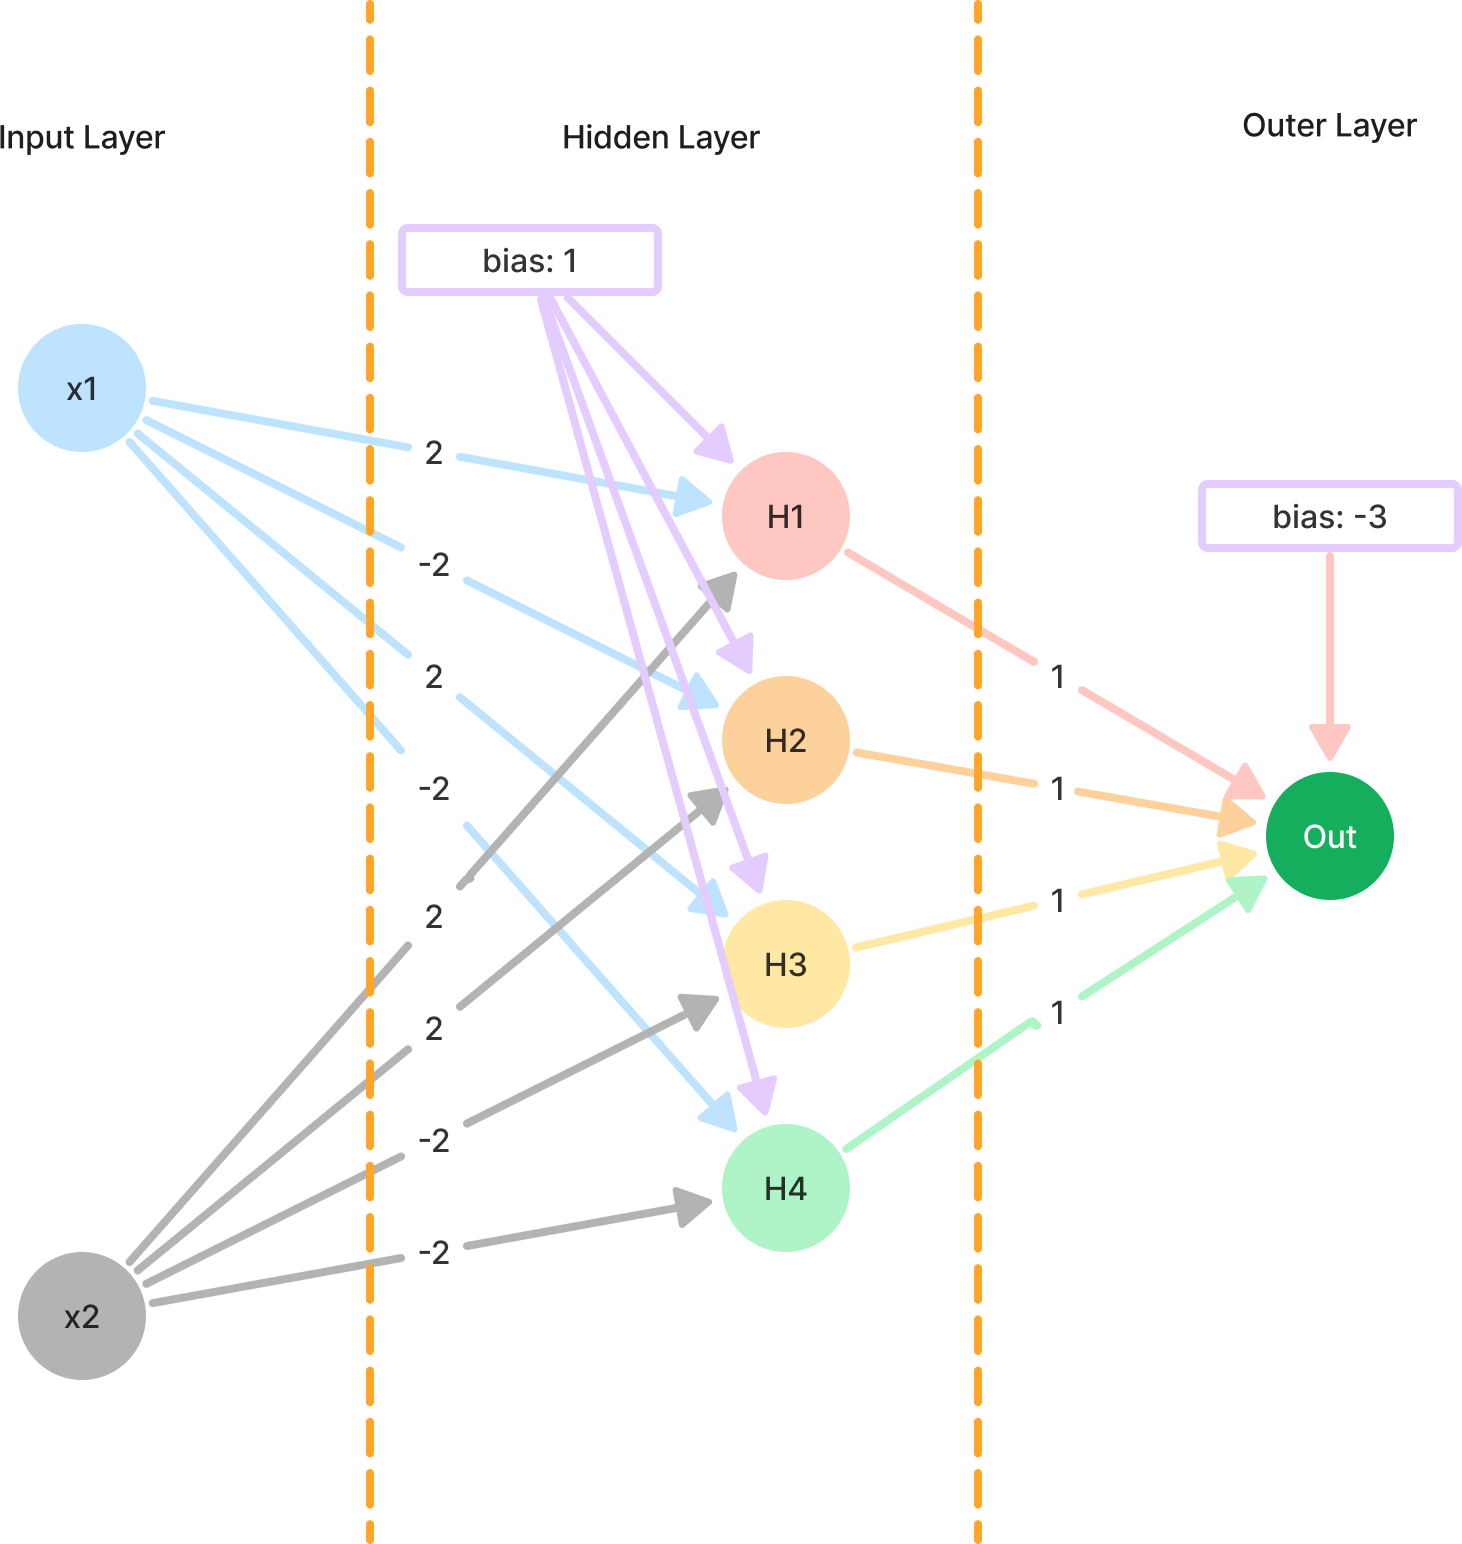 Input Layer
Hidden Layer
Outer Layer
bias: 1
x1
2
-2
2
-2
2
2
-2
-2
x2
H1
H2
H3
H4
1
1
1
1
bias: -3
Out